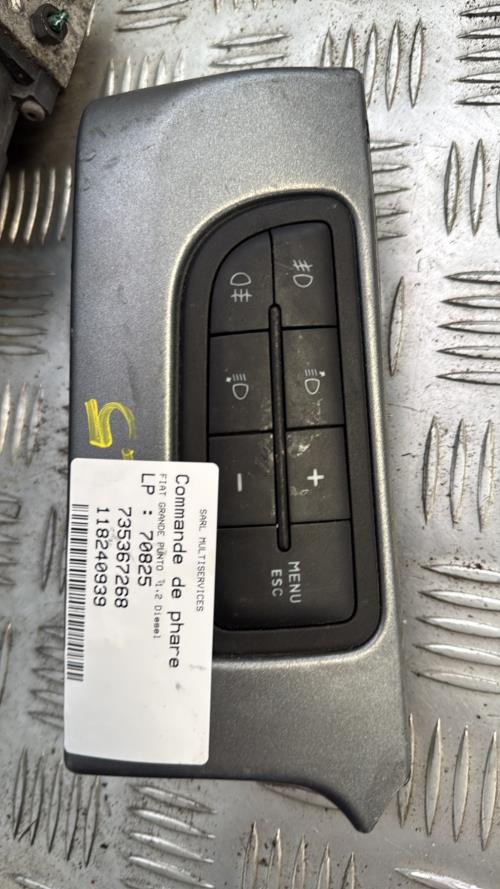 SARL MULTISERVICES
Commande de phare
FIAT GRANDE PUNTO 1.2 Diesel
LP : 70825
735367268
118240939
5
+
-
MENU
ESC